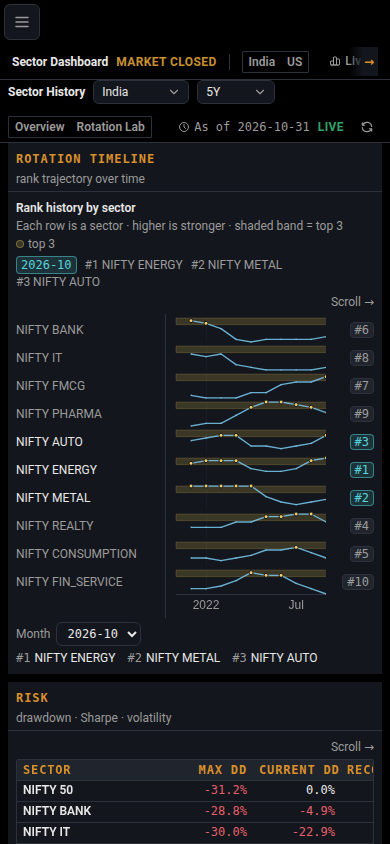 Sector Dashboard MARKET CLOSED India US
Sector History India 5Y
Overview Rotation Lab As of 2026-10-31 LIVE
ROTATION TIMELINE
rank trajectory over time
Rank history by sector
Each row is a sector · higher is stronger · shaded band = top 3
top 3
2026-10 #1 NIFTY ENERGY #2 NIFTY METAL
#3 NIFTY AUTO
Scroll →
NIFTY BANK #6
NIFTY IT #8
NIFTY FMCG #7
NIFTY PHARMA #9
NIFTY AUTO #3
NIFTY ENERGY #1
NIFTY METAL #2
NIFTY REALTY #4
NIFTY CONSUMPTION #5
NIFTY FIN_SERVICE #10
2022 Jul
Month 2026-10
#1 NIFTY ENERGY #2 NIFTY METAL #3 NIFTY AUTO
RISK
drawdown · Sharpe · volatility
Scroll →
SECTOR MAX DD CURRENT DD
NIFTY 50 -31.2% 0.0%
NIFTY BANK -28.8% -4.9%
NIFTY IT -30.0% -22.9%